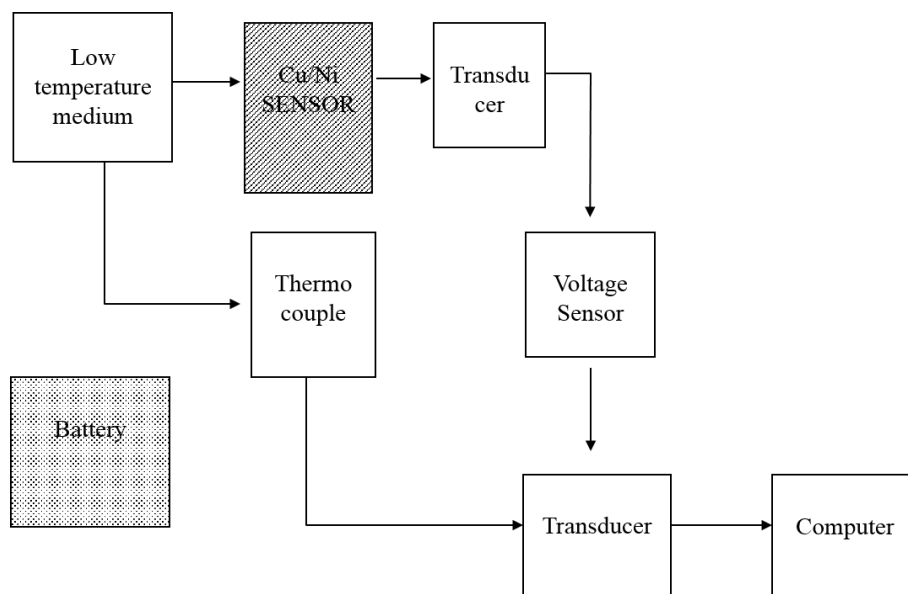 Low
temperature
medium
Cu/Ni
SENSOR
Transdu
cer
Thermo
couple
Voltage
Sensor
Battery
Transducer
Computer